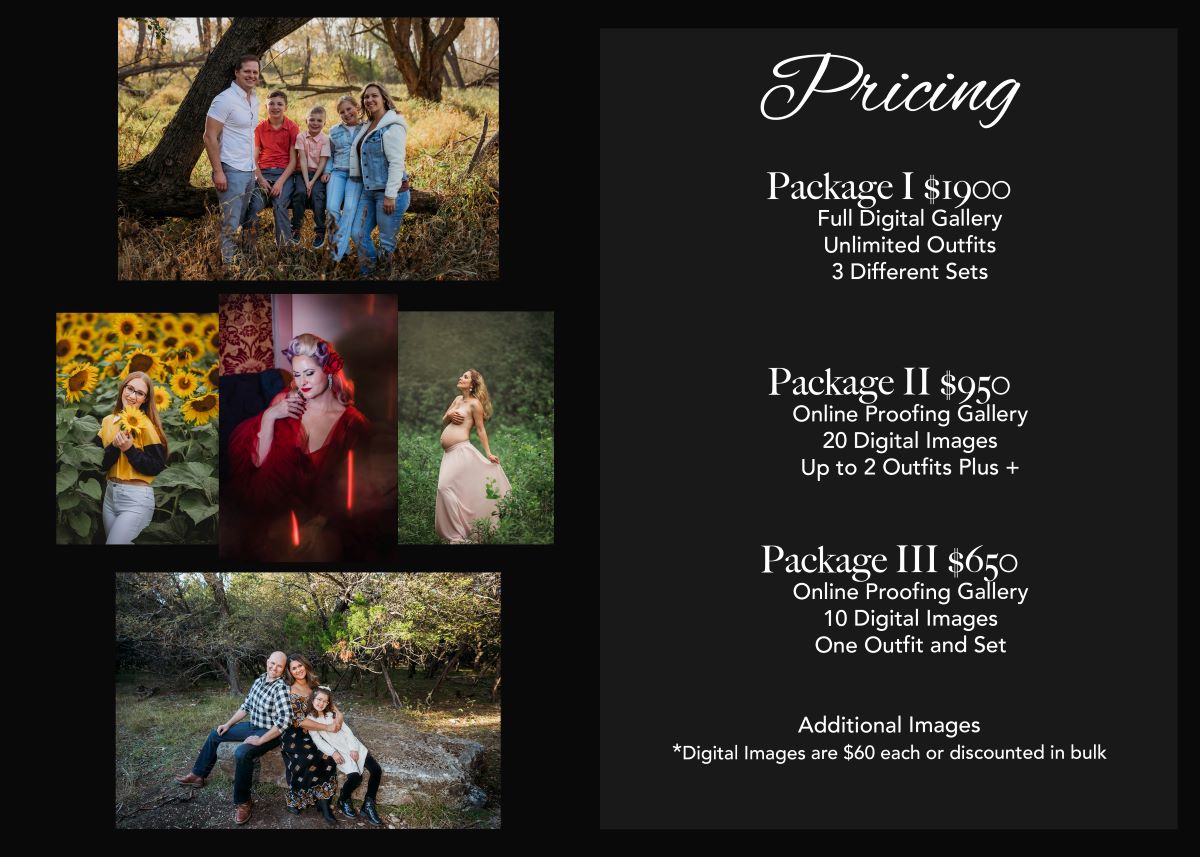 Pricing
Package I $1900
Full Digital Gallery
Unlimited Outfits
3 Different Sets
Package II $950
Online Proofing Gallery
20 Digital Images
Up to 2 Outfits Plus +
Package III $650
Online Proofing Gallery
10 Digital Images
One Outfit and Set
Additional Images
*Digital Images are $60 each or discounted in bulk